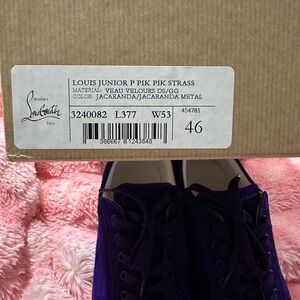 LOUIS JUNIOR P PIK PIK STRASS
MATERIAL: VEAU VELOURS DS/GG
COLOR: JACARANDA/JACARANDA METAL
Christian
Louboutin
Paris
454781
3240082 L377 W53
46